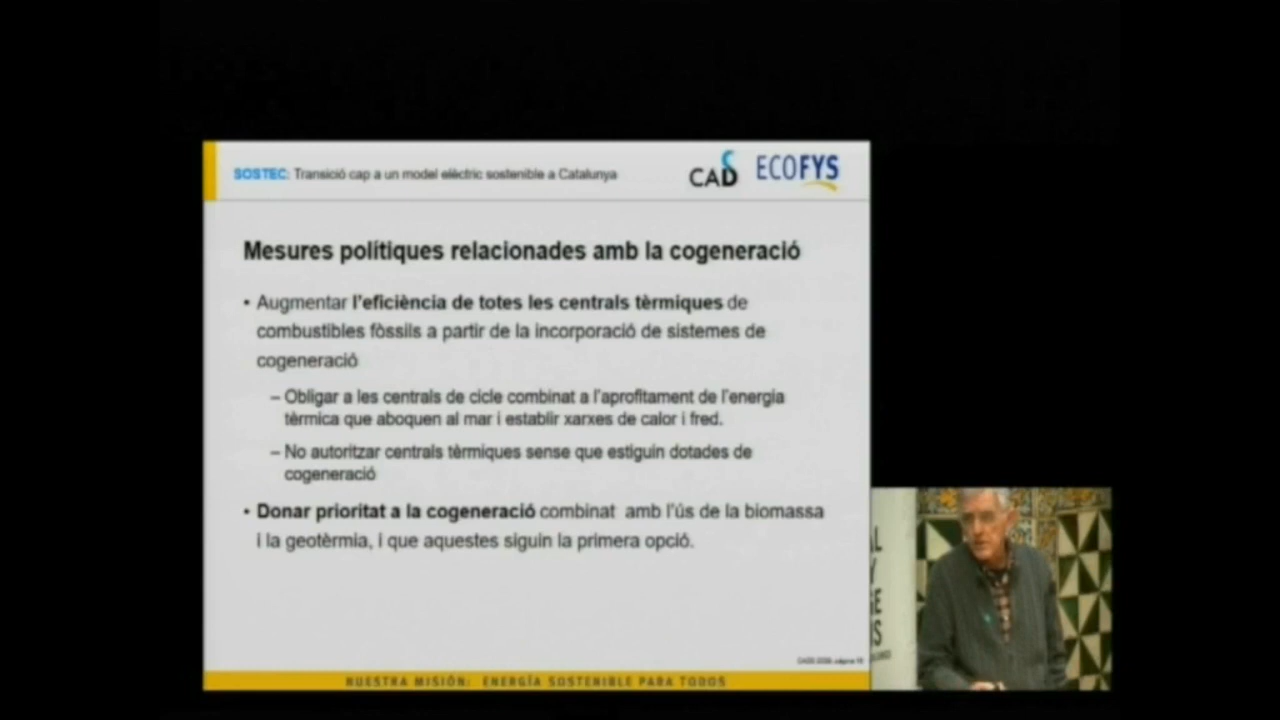 SOSTEC: Transició cap a un model elèctric sostenible a Catalunya
CADS
ECOFYS
Mesures polítiques relacionades amb la cogeneració
• Augmentar l'eficiència de totes les centrals tèrmiques de
combustibles fòssils a partir de la incorporació de sistemes de
cogeneració
– Obligar a les centrals de cicle combinat a l'aprofitament de l'energia
tèrmica que aboquen al mar i establir xarxes de calor i fred.
– No autoritzar centrals tèrmiques sense que estiguin dotades de
cogeneració
• Donar prioritat a la cogeneració combinat amb l'ús de la biomassa
i la geotèrmia, i que aquestes siguin la primera opció.
NUESTRA MISIÓN: ENERGÍA SOSTENIBLE PARA TODOS